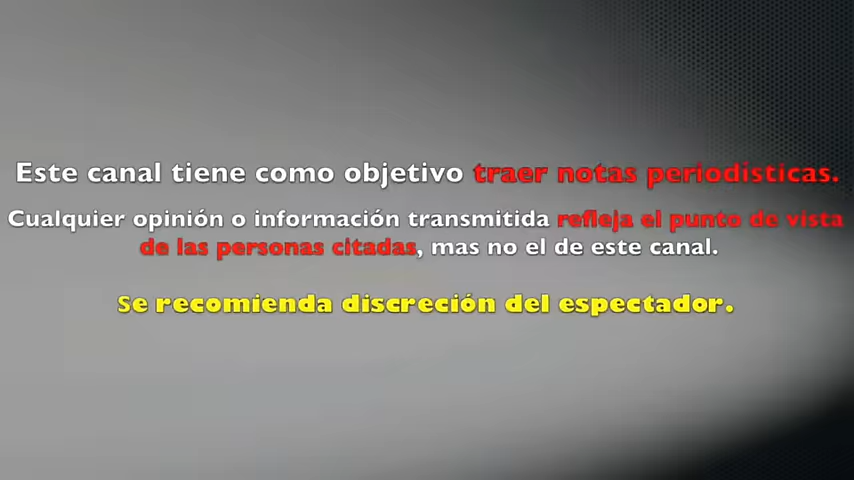 Este canal tiene como objetivo traer notas periodísticas.
Cualquier opinión o información transmitida refleja el punto de vista
de las personas citadas, mas no el de este canal.
Se recomienda discreción del espectador.